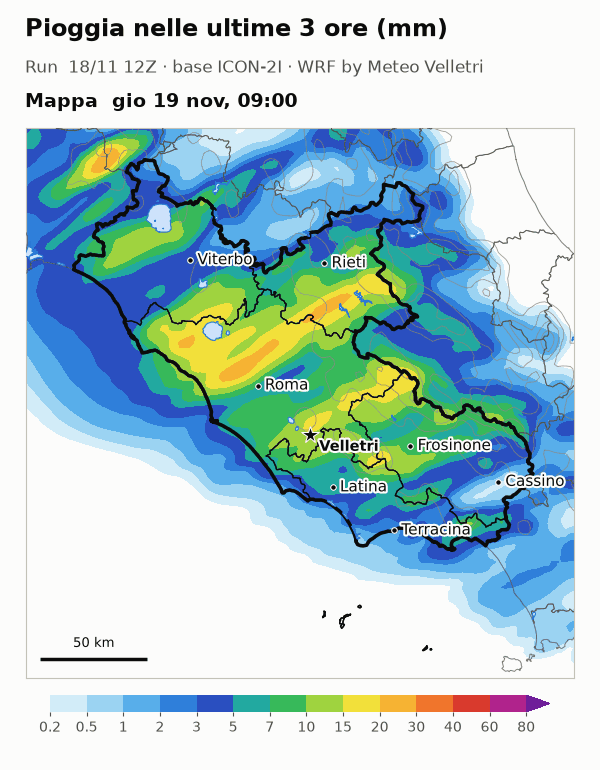 Pioggia nelle ultime 3 ore (mm)
Run  18/11 12Z · base ICON-2I · WRF by Meteo Velletri
Mappa  gio 19 nov, 09:00
Viterbo
Rieti
Roma
Velletri
Frosinone
Cassino
Latina
Terracina
50 km
0.2 0.5 1 2 3 5 7 10 15 20 30 40 60 80